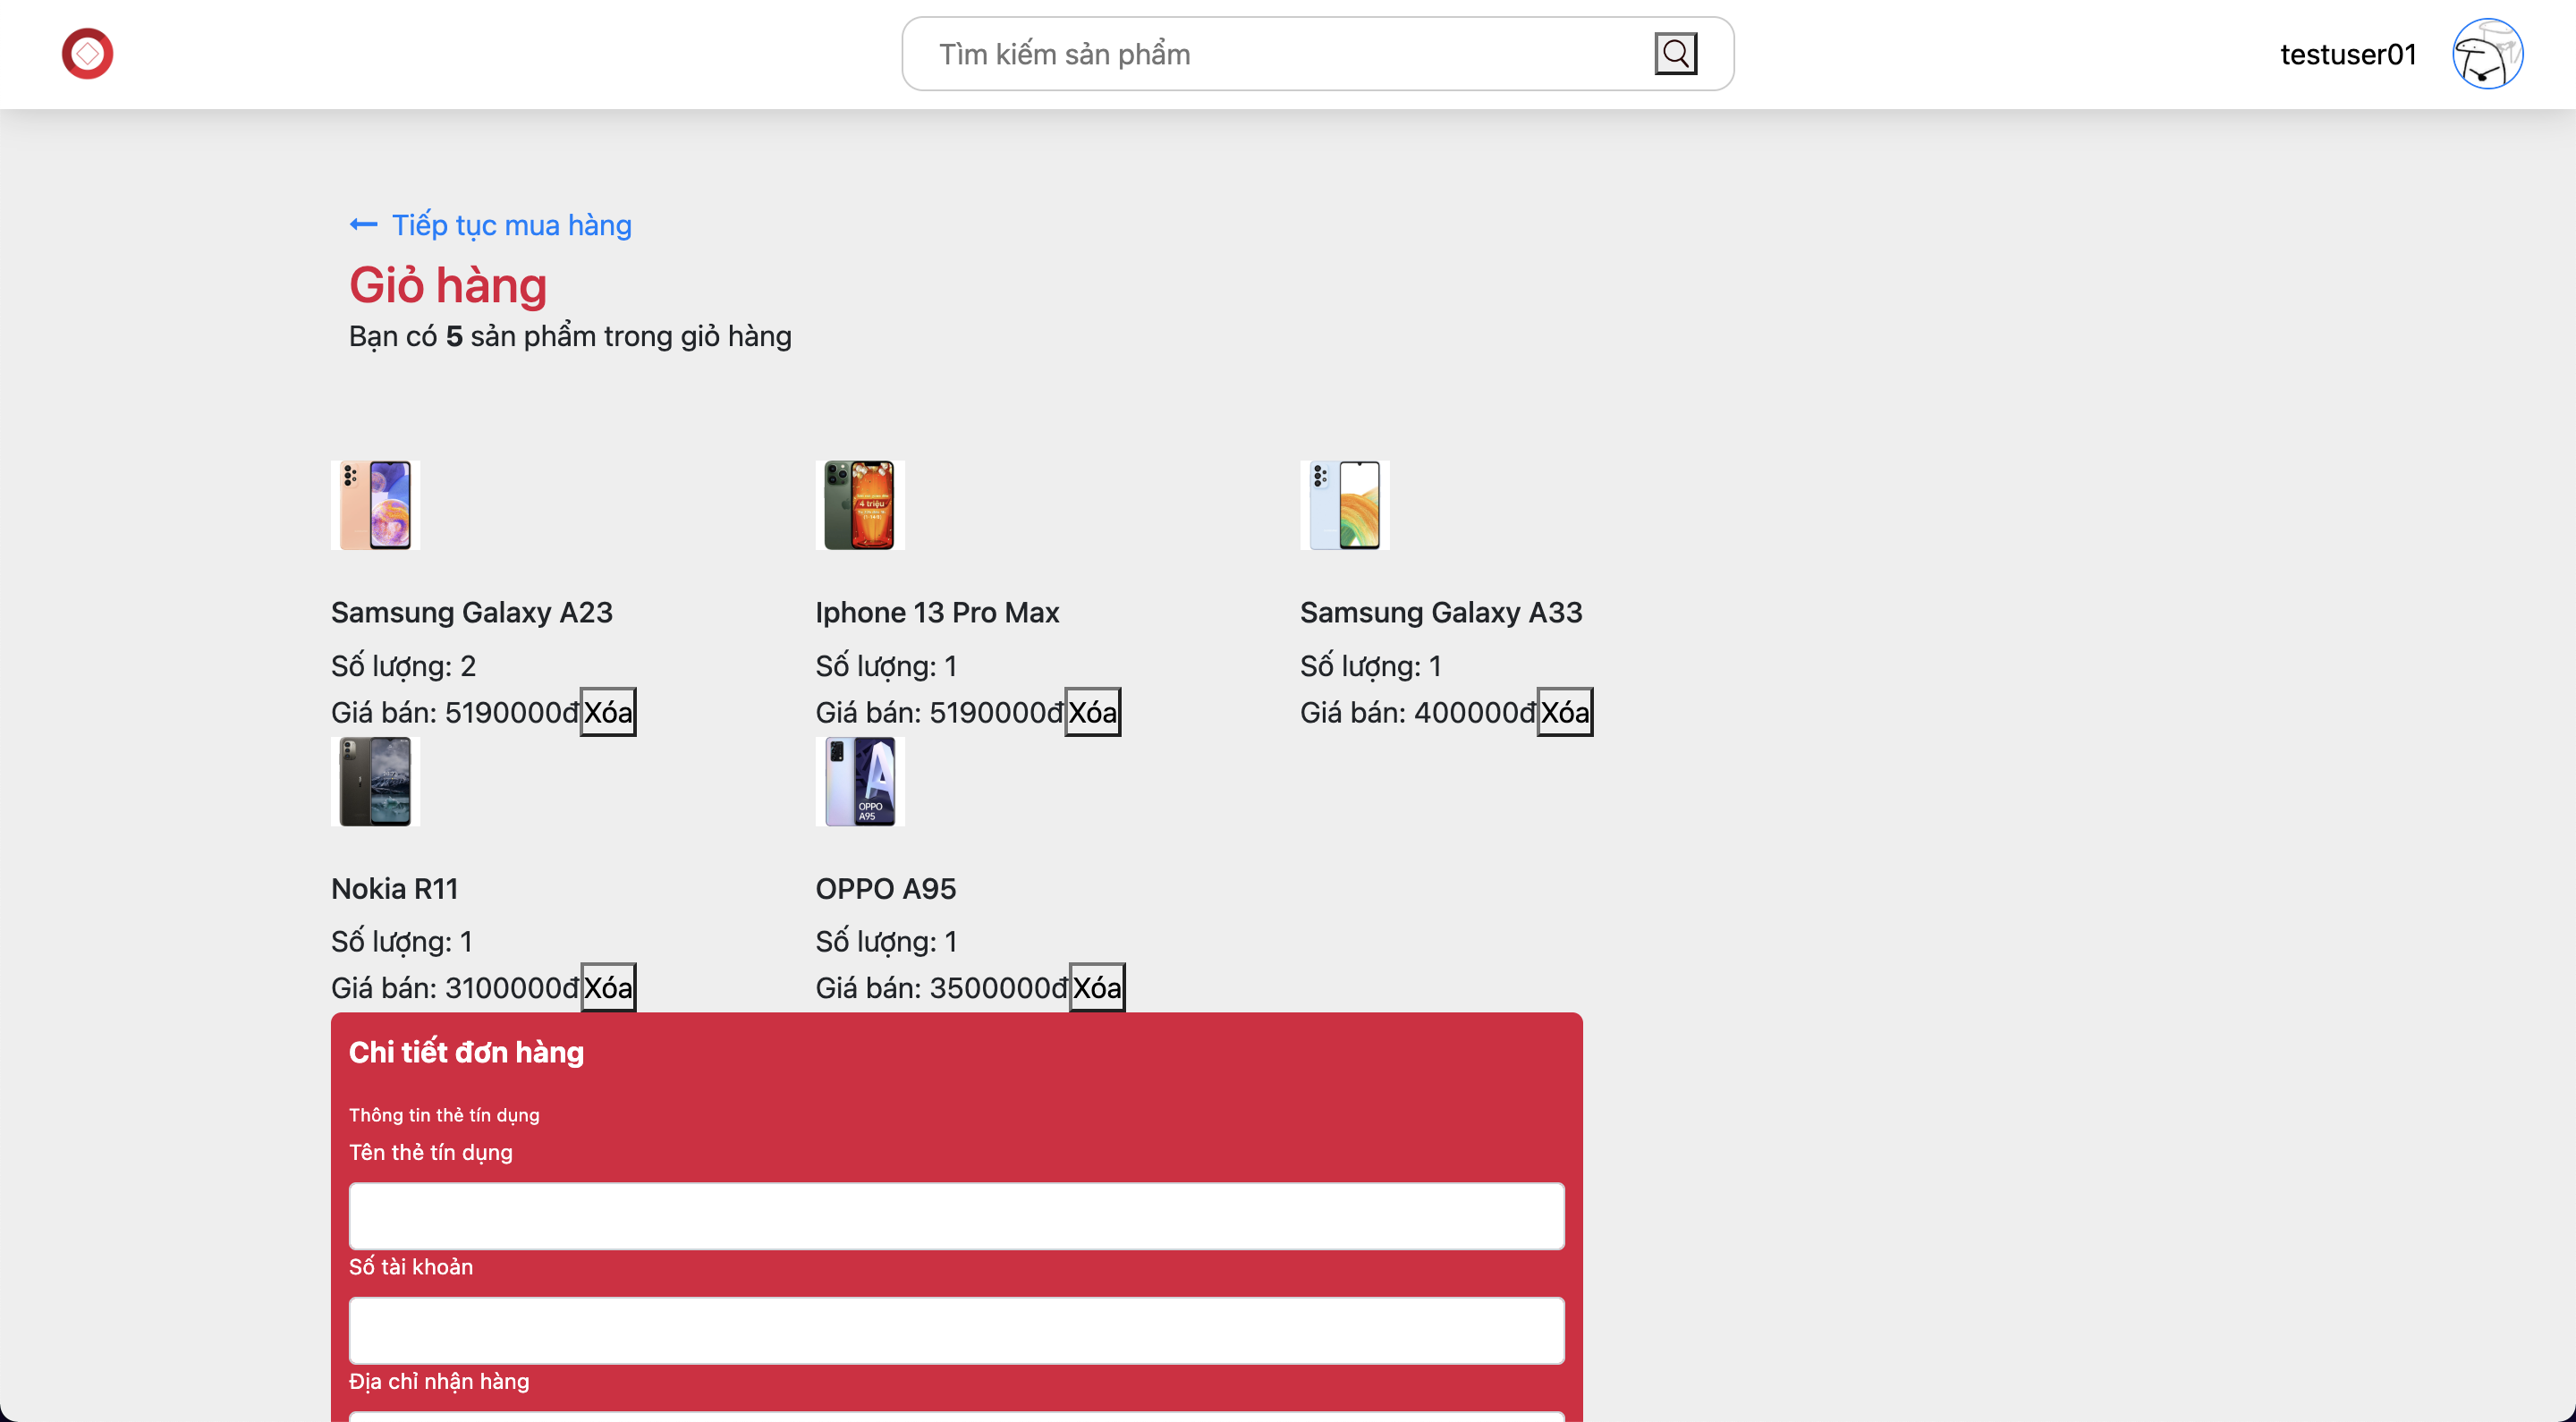 Tìm kiếm sản phẩm
testuser01
Tiếp tục mua hàng
Giỏ hàng
Bạn có 5 sản phẩm trong giỏ hàng
4 triệu
Samsung Galaxy A23
Số lượng: 2
Giá bán: 5190000đ Xóa
Iphone 13 Pro Max
Số lượng: 1
Giá bán: 5190000đ Xóa
Samsung Galaxy A33
Số lượng: 1
Giá bán: 400000đ Xóa
A
OPPO
A95
Nokia R11
Số lượng: 1
Giá bán: 3100000đ Xóa
OPPO A95
Số lượng: 1
Giá bán: 3500000đ Xóa
Chi tiết đơn hàng
Thông tin thẻ tín dụng
Tên thẻ tín dụng
Số tài khoản
Địa chỉ nhận hàng